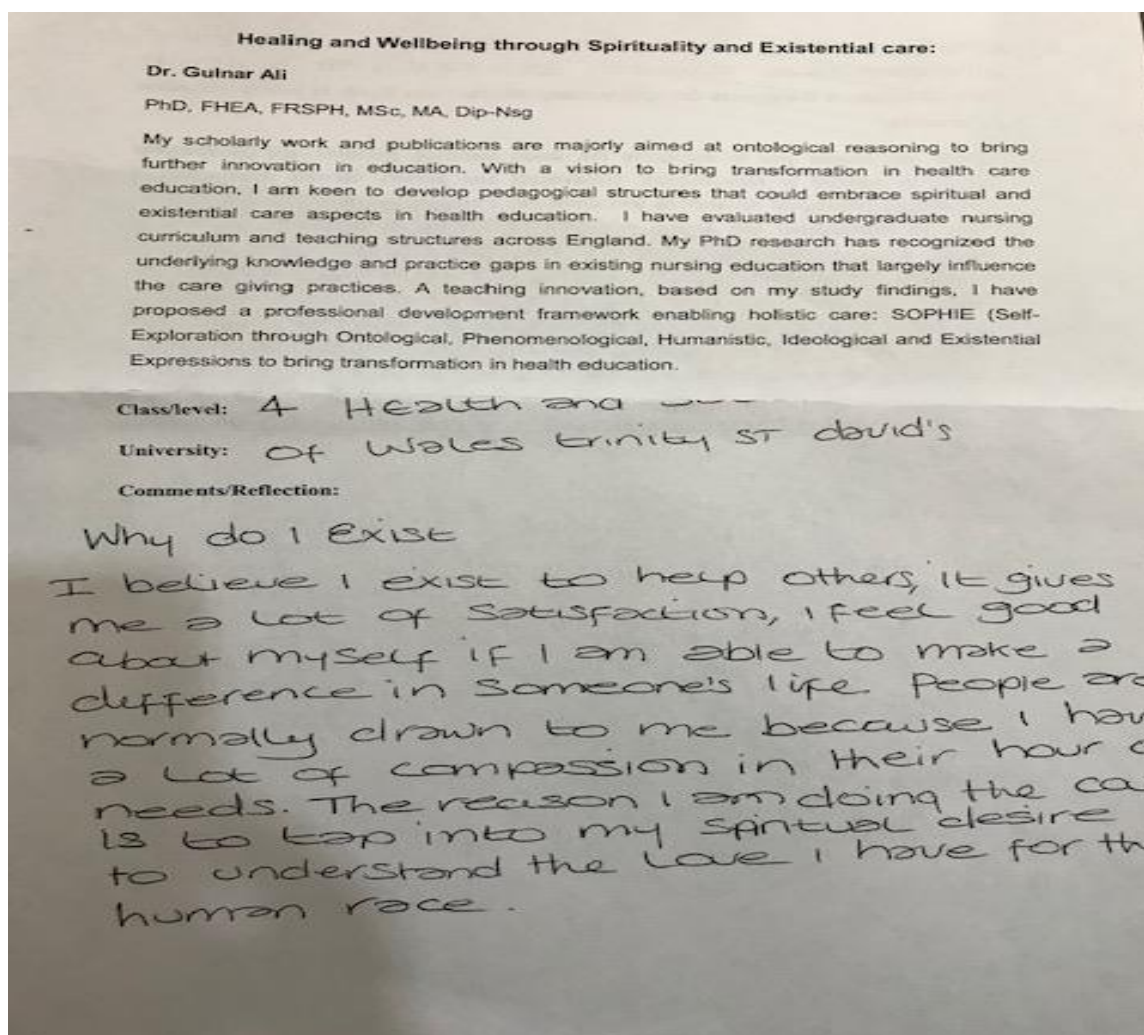 Healing and Wellbeing through Spirituality and Existential care:
Dr. Gulnar Ali
PhD, FHEA, FRSPH, MSc, MA, Dip-Nsg
My scholarly work and publications are majorly aimed at ontological reasoning to bring
further innovation in education. With a vision to bring transformation in health care
education, I am keen to develop pedagogical structures that could embrace spiritual and
existential care aspects in health education. I have evaluated undergraduate nursing
curriculum and teaching structures across England. My PhD research has recognized the
underlying knowledge and practice gaps in existing nursing education that largely influence
the care giving practices. A teaching innovation, based on my study findings, I have
proposed a professional development framework enabling holistic care: SOPHIE (Self-
Exploration through Ontological, Phenomenological, Humanistic, Ideological and Existential
Expressions to bring transformation in health education.
Class/level: 4 Health and
University: Of Wales trinity ST david's
Comments/Reflection:
Why do I Exist
I believe I exist to help others, it gives
me a lot of Satisfaction, I feel good
about myself if I am able to make a
difference in someone's life. People are
normally drawn to me because I hav
a lot of compassion in their hour o
needs. The reason I am doing the ca
is to tap into my spiritual desire
to understand the love I have for th
human race.